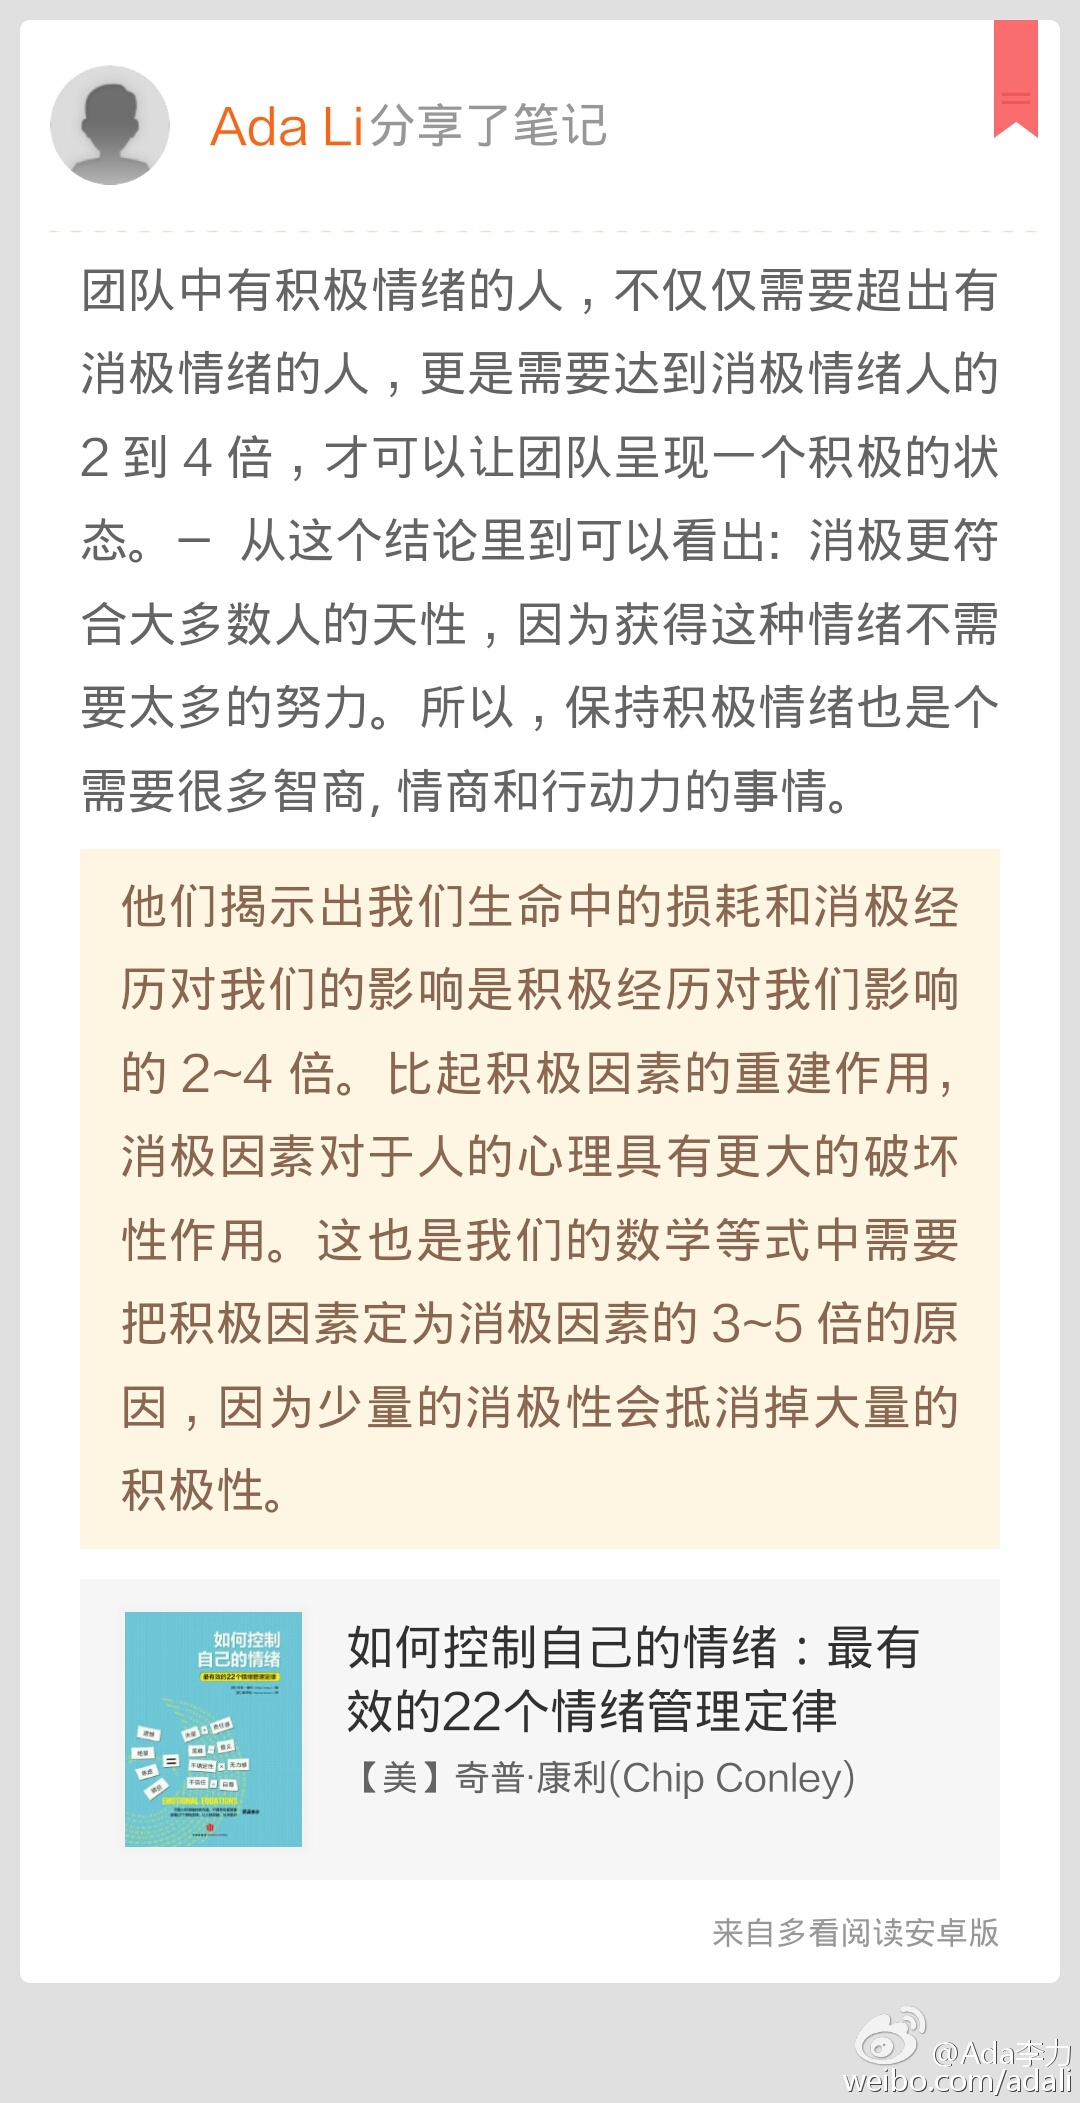 Ada Li分享了笔记
团队中有积极情绪的人，不仅仅需要超出有
消极情绪的人，更是需要达到消极情绪人的
2 到 4 倍，才可以让团队呈现一个积极的状
态。— 从这个结论里到可以看出: 消极更符
合大多数人的天性，因为获得这种情绪不需
要太多的努力。所以，保持积极情绪也是个
需要很多智商, 情商和行动力的事情。
他们揭示出我们生命中的损耗和消极经
历对我们的影响是积极经历对我们影响
的 2~4 倍。比起积极因素的重建作用，
消极因素对于人的心理具有更大的破坏
性作用。这也是我们的数学等式中需要
把积极因素定为消极因素的 3~5 倍的原
因，因为少量的消极性会抵消掉大量的
积极性。
如何控制
自己的情绪
最有效的22个情绪管理定律
EMOTIONAL EQUATIONS
如何控制自己的情绪：最有
效的22个情绪管理定律
【美】奇普·康利(Chip Conley)
来自多看阅读安卓版
@Ada李力
weibo.com/adali